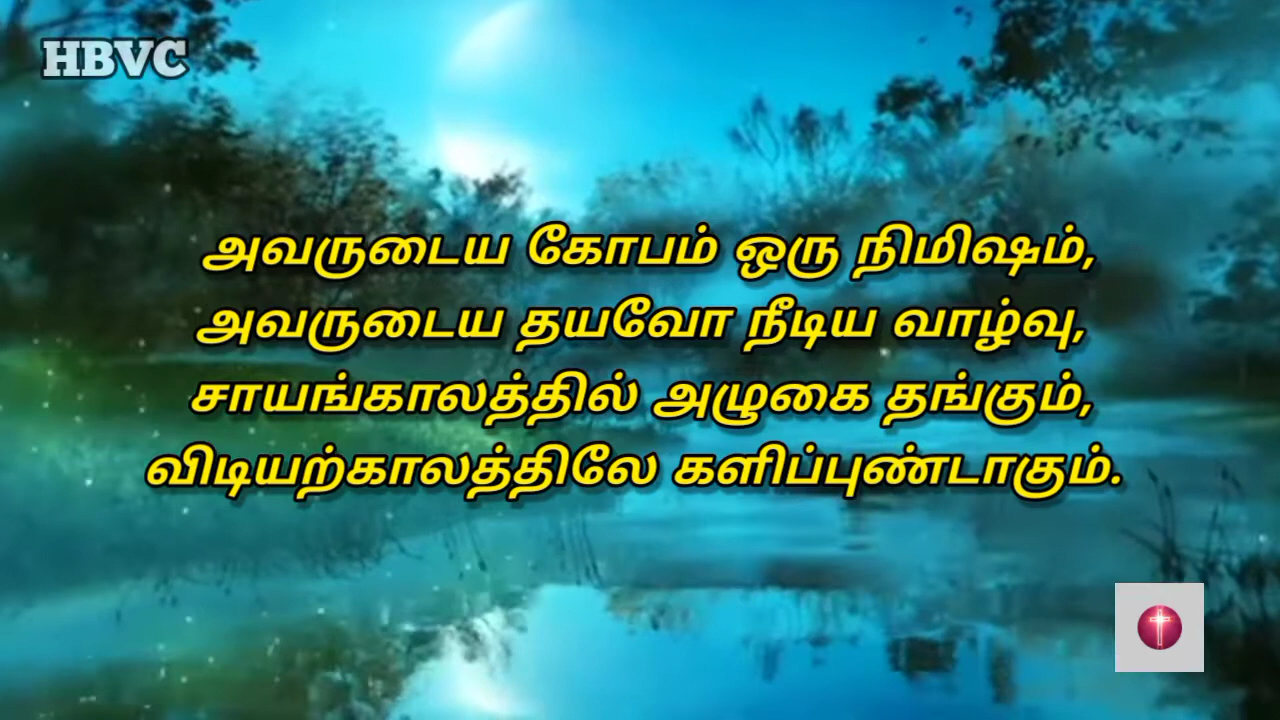 HBVC
அவருடைய கோபம் ஒரு நிமிஷம்,
அவருடைய தயவோ நீடிய வாழ்வு,
சாயங்காலத்தில் அழுகை தங்கும்,
விடியற்காலத்திலே களிப்புண்டாகும்.